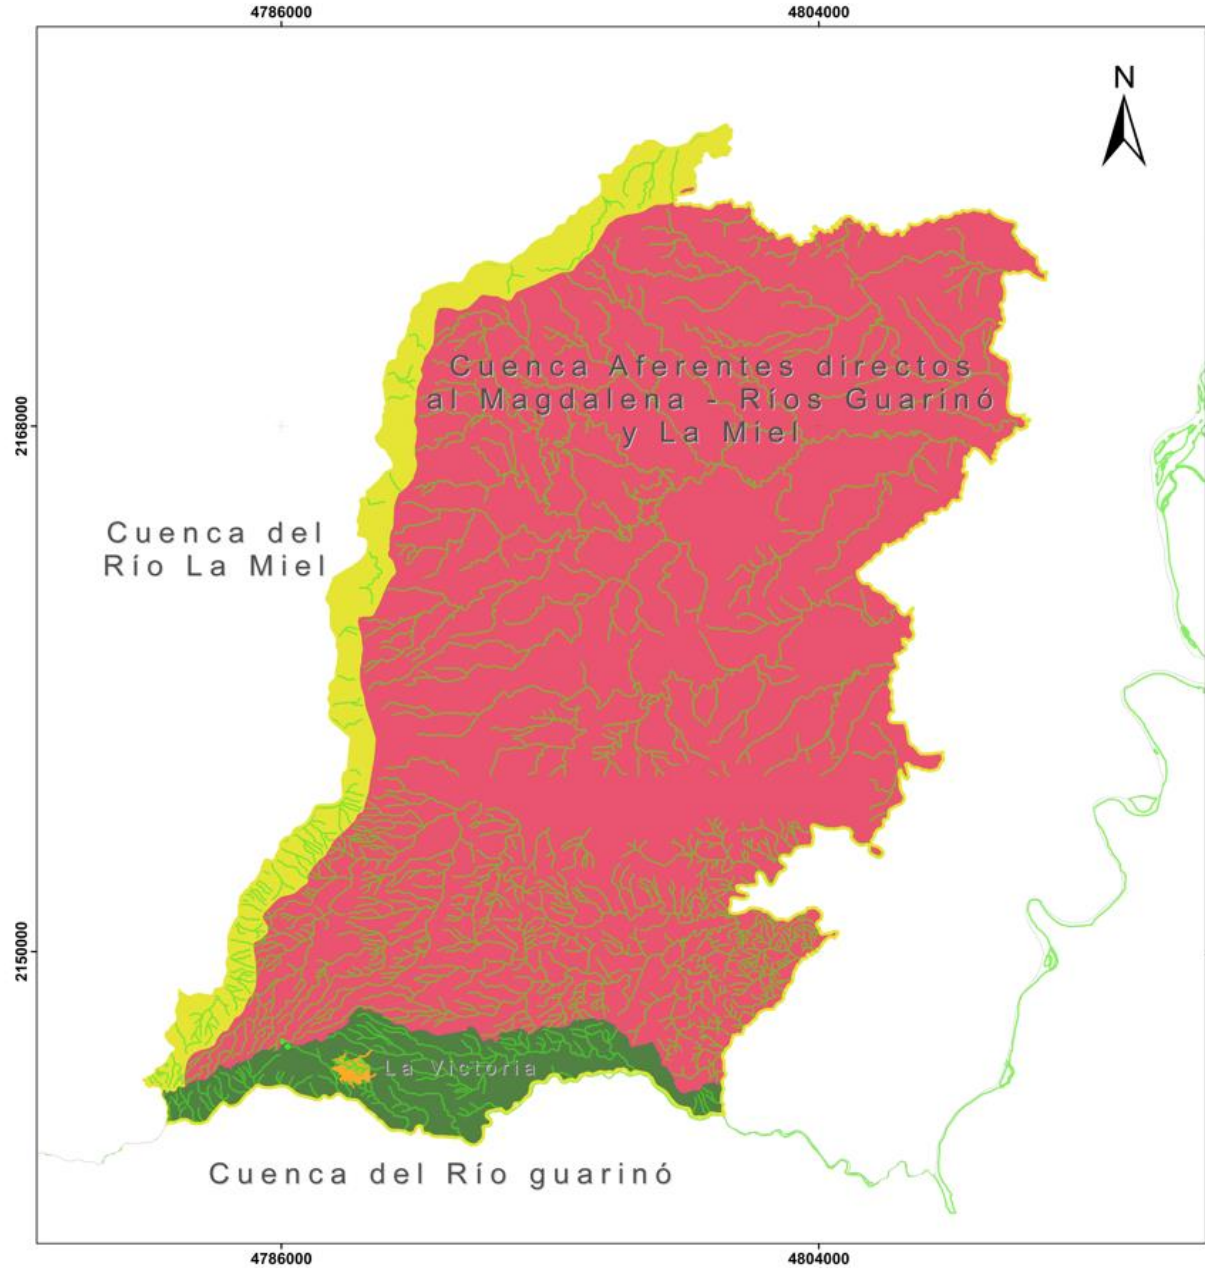 4786000
4804000
N
Cuenca Aferentes directos
al Magdalena - Ríos Guarinó
y La Miel
2168000
Cuenca del
Río La Miel
2150000
La Victoria
Cuenca del Río guarinó
4786000
4804000